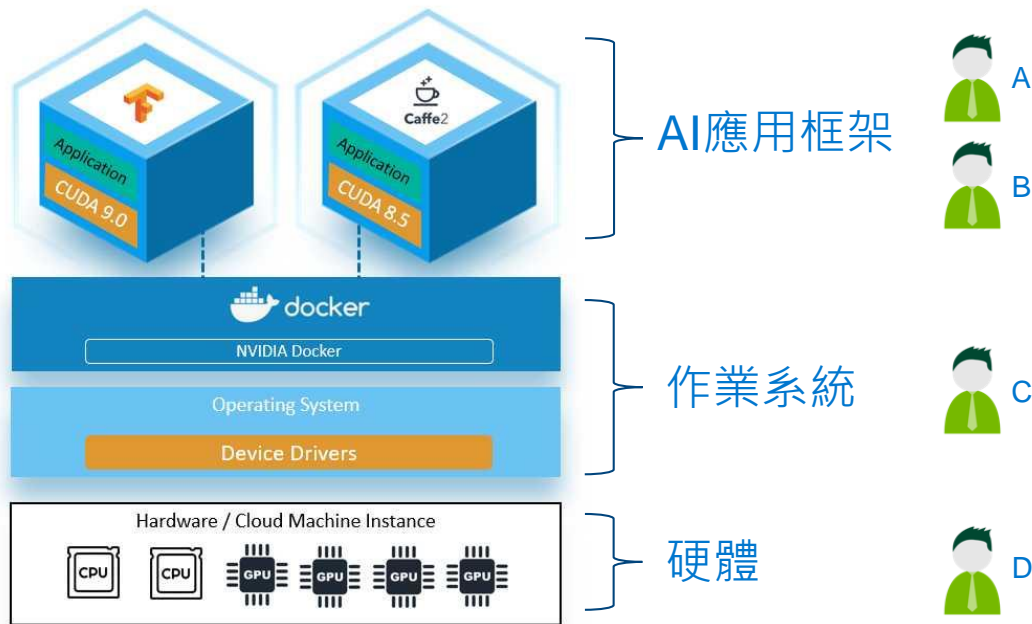 Application
CUDA 9.0
Caffe2
Application
CUDA 8.5
AI應用框架
A
B
docker
NVIDIA Docker
Operating System
Device Drivers
作業系統
C
Hardware / Cloud Machine Instance
CPU
CPU
GPU
GPU
GPU
GPU
硬體
D